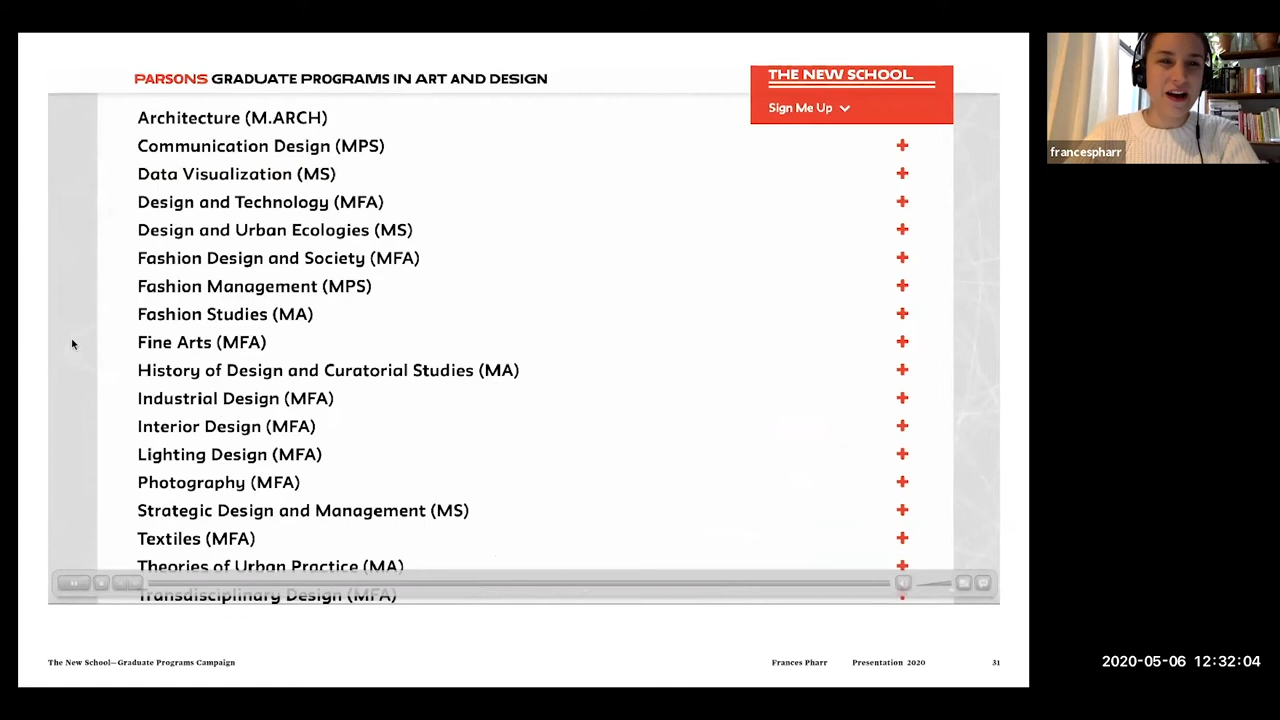 PARSONS GRADUATE PROGRAMS IN ART AND DESIGN
THE NEW SCHOOL
Sign Me Up
Architecture (M.ARCH)
Communication Design (MPS)
Data Visualization (MS)
Design and Technology (MFA)
Design and Urban Ecologies (MS)
Fashion Design and Society (MFA)
Fashion Management (MPS)
Fashion Studies (MA)
Fine Arts (MFA)
History of Design and Curatorial Studies (MA)
Industrial Design (MFA)
Interior Design (MFA)
Lighting Design (MFA)
Photography (MFA)
Strategic Design and Management (MS)
Textiles (MFA)
Theories of Urban Practice (MA)
Transdisciplinary Design (MFA)
The New School—Graduate Programs Campaign
Frances Pharr
Presentation 2020
31
francespharr
2020-05-06 12:32:04